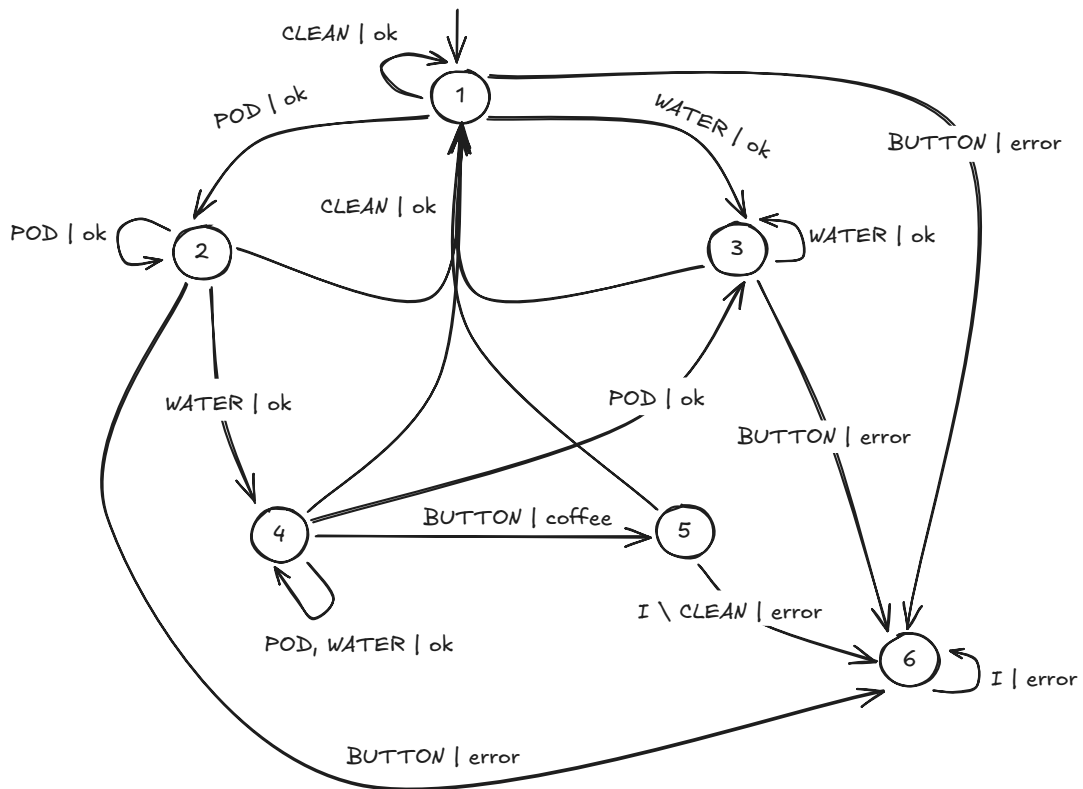 CLEAN | ok
1
POD | ok
WATER | ok
BUTTON | error
CLEAN | ok
POD | ok
2
3
WATER | ok
WATER | ok
POD | ok
BUTTON | error
4
BUTTON | coffee
5
I \ CLEAN | error
POD, WATER | ok
6
I | error
BUTTON | error